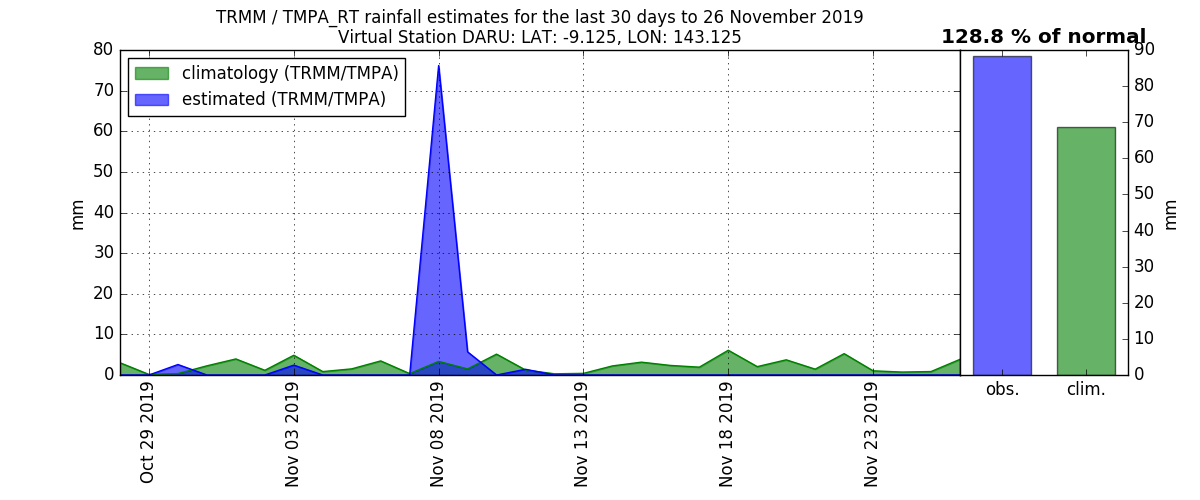 TRMM / TMPA_RT rainfall estimates for the last 30 days to 26 November 2019
Virtual Station DARU: LAT: -9.125, LON: 143.125
128.8 % of normal
climatology (TRMM/TMPA)
estimated (TRMM/TMPA)
80
70
60
50
40
30
20
10
0
mm
Oct 29 2019
Nov 03 2019
Nov 08 2019
Nov 13 2019
Nov 18 2019
Nov 23 2019
obs.
clim.
90
80
70
60
50
40
30
20
10
0
mm